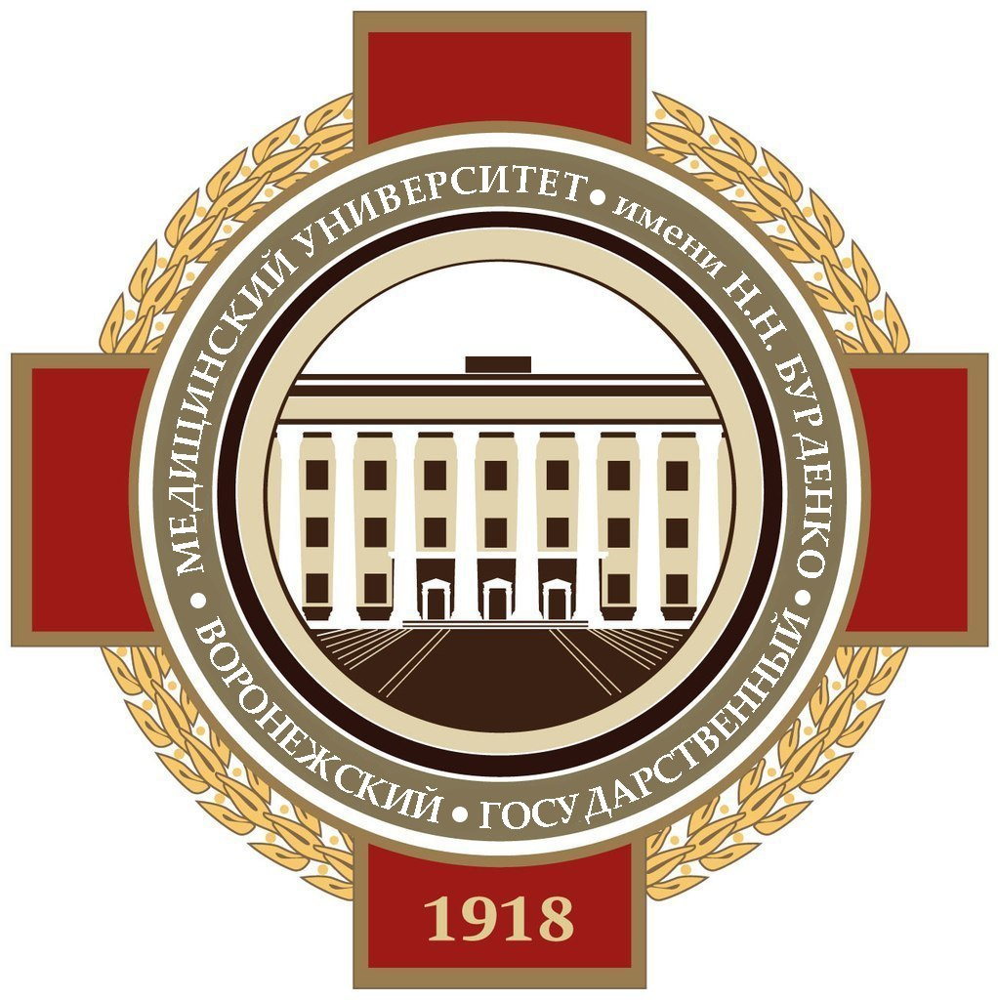 ВОРОНЕЖСКИЙ • ГОСУДАРСТВЕННЫЙ •
МЕДИЦИНСКИЙ УНИВЕРСИТЕТ • имени Н.Н. БУРДЕНКО •
1918